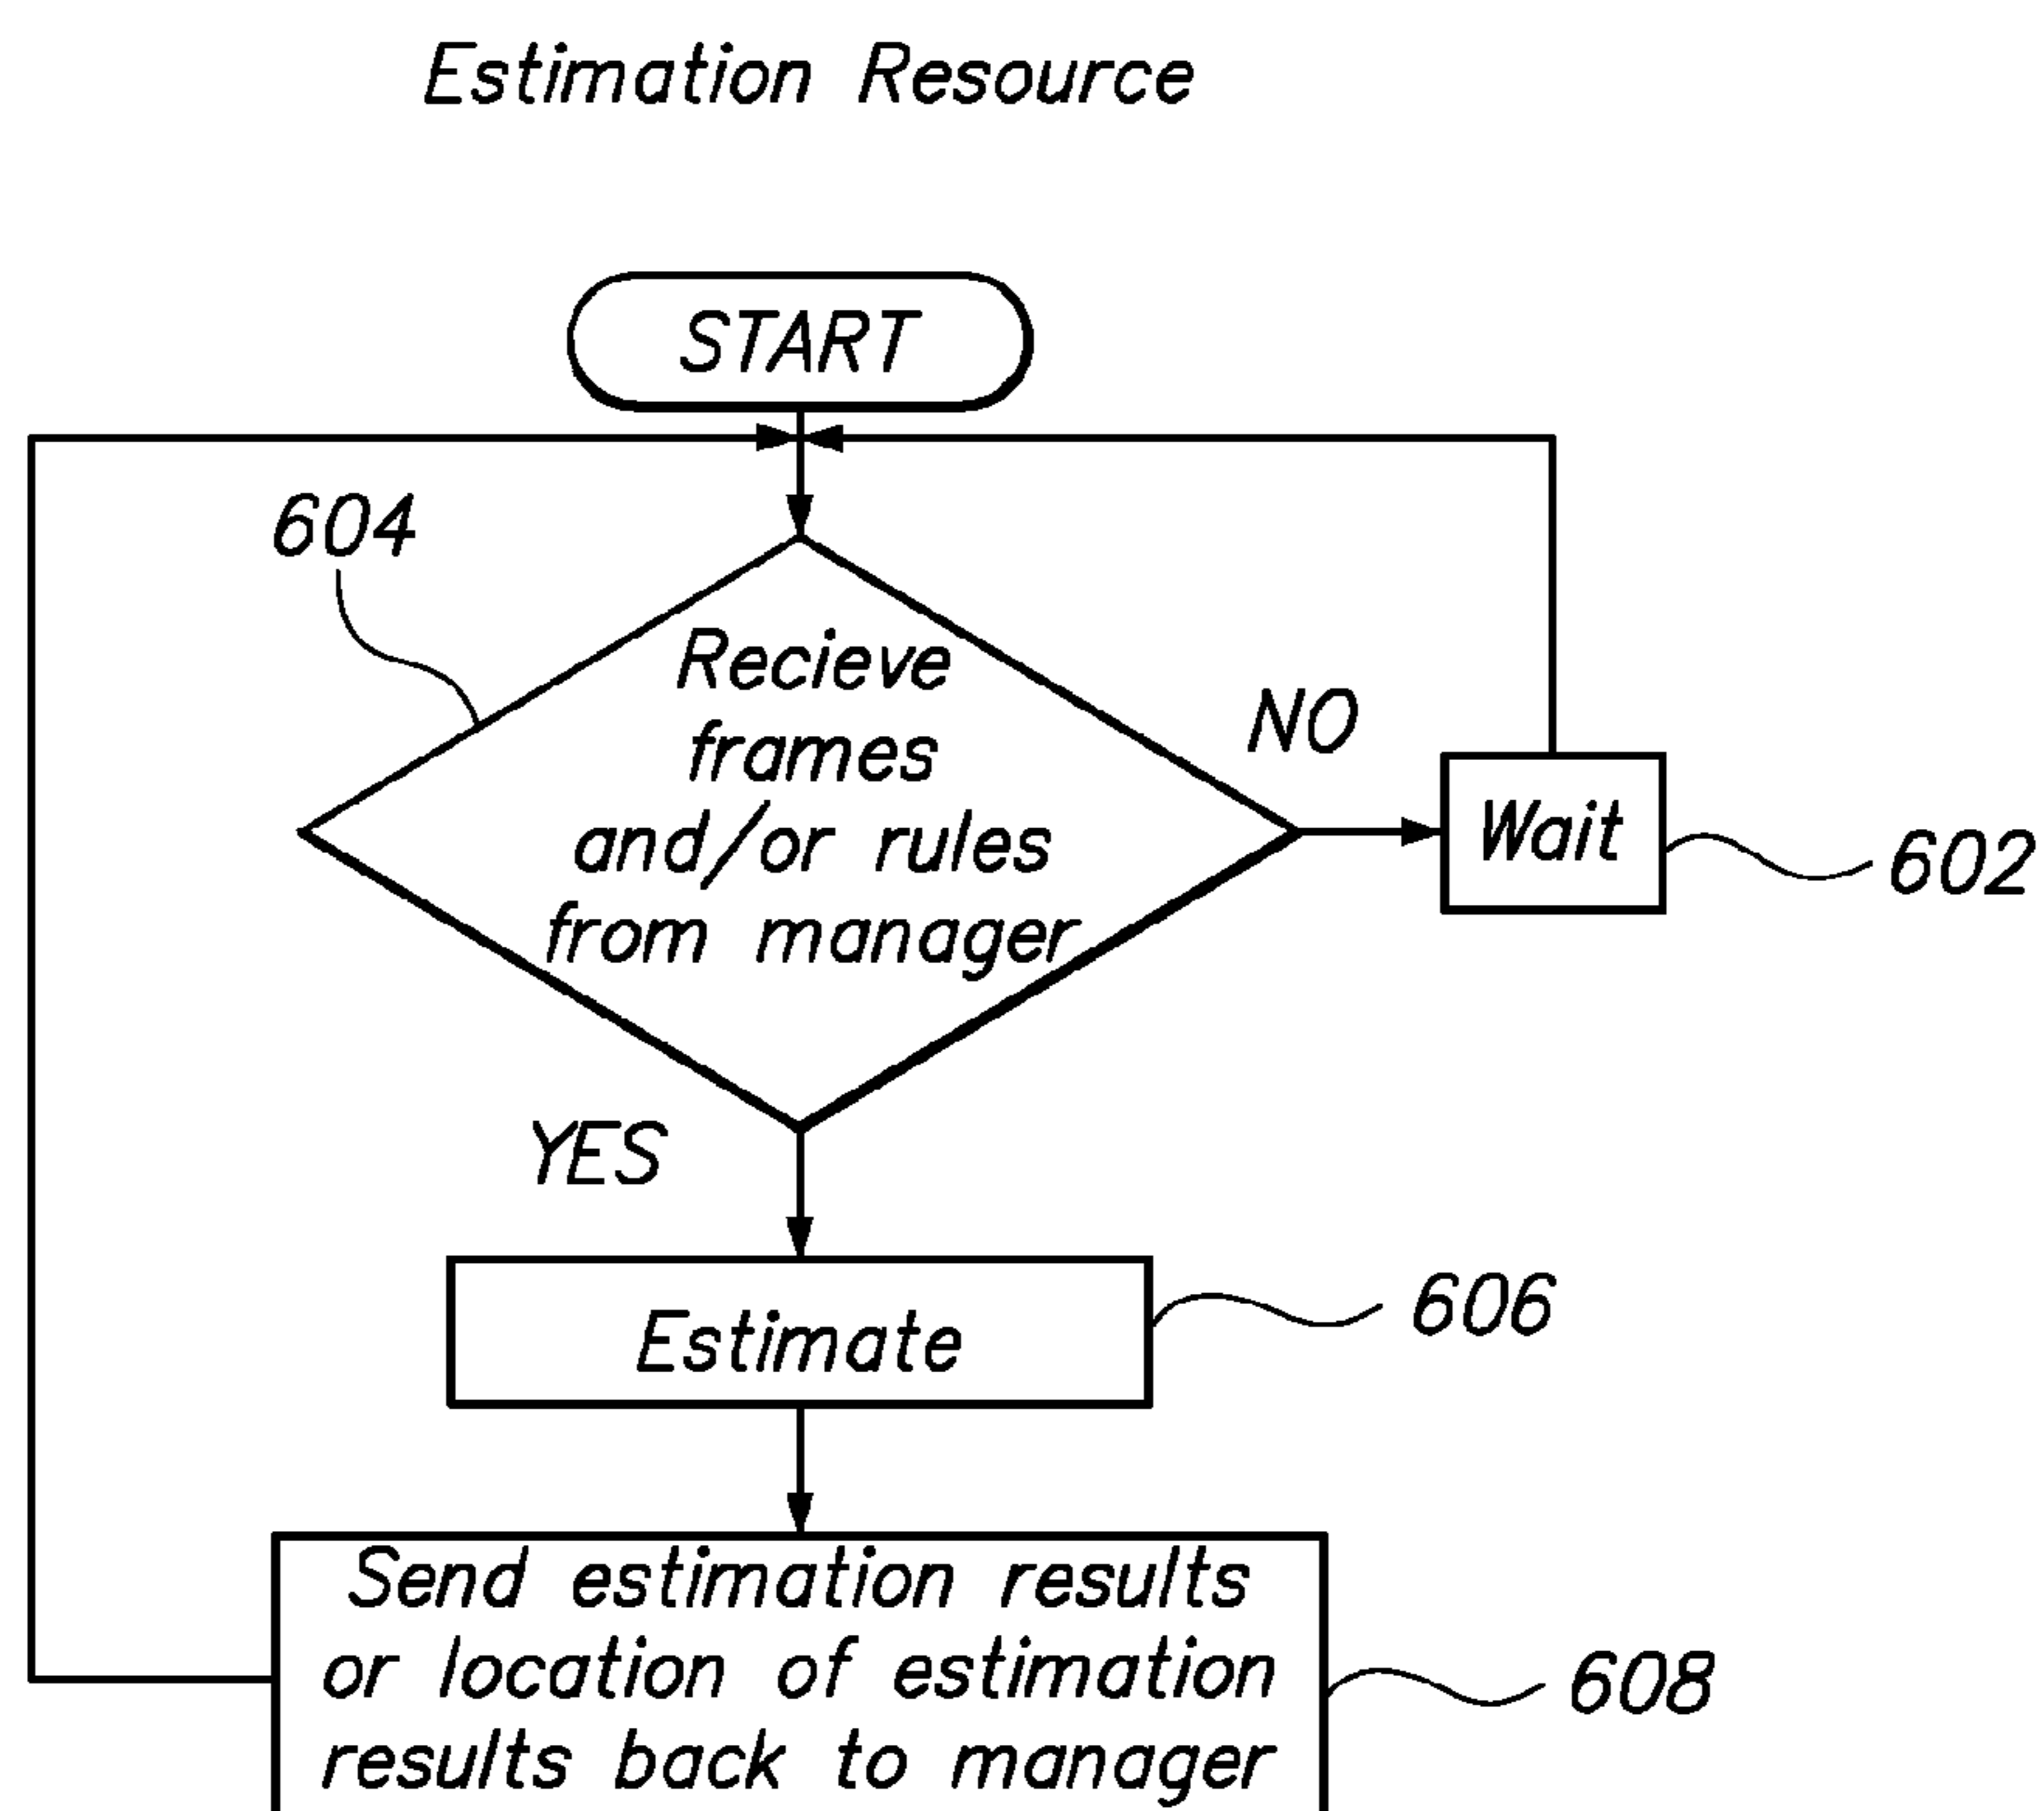 Estimation Resource
START
604
Recieve
frames
and/or rules
from manager
NO
Wait
602
YES
Estimate
606
Send estimation results
or location of estimation
results back to manager
608